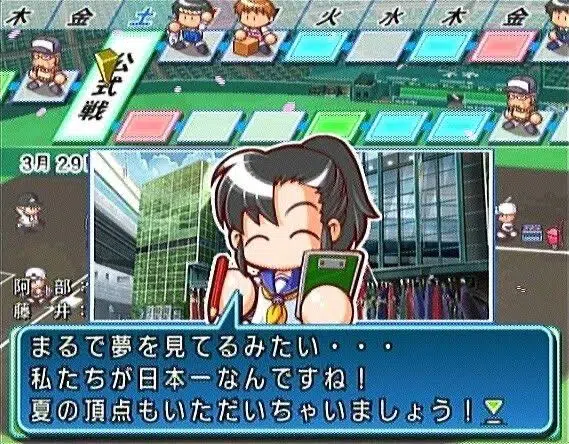 木 金 土 火 水 木 金
公式戦
3月29
阿部:
藤井:
まるで夢を見てるみたい・・・
私たちが日本一なんですね!
夏の頂点もいただいちゃいましょう!